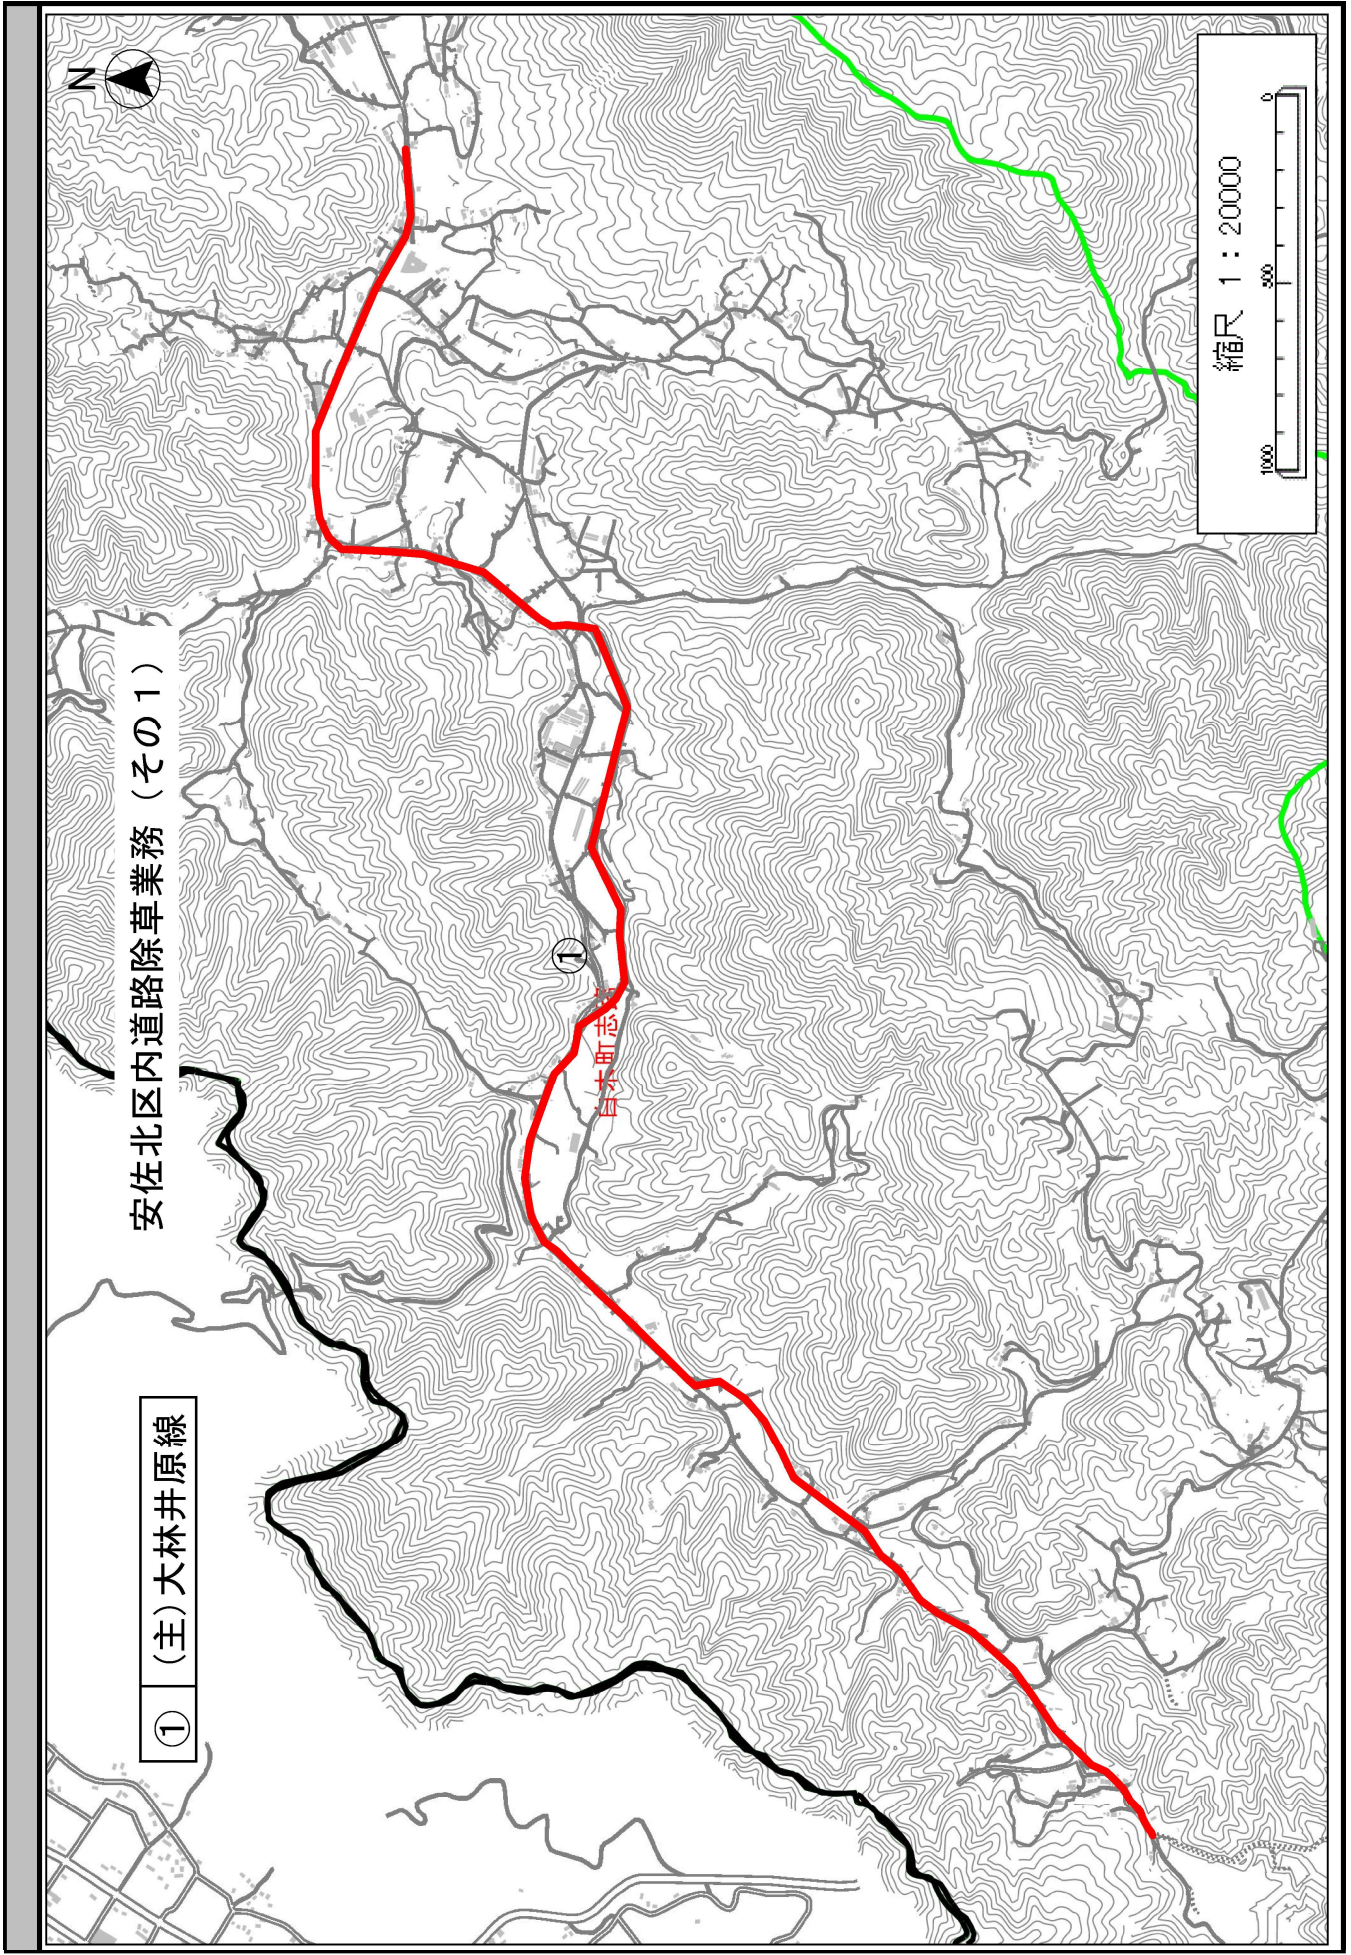 安佐北区内道路除草業務（その１）
① (主)大林井原線
N
①
白木町志路
縮尺 1 : 20000
1000 500 0